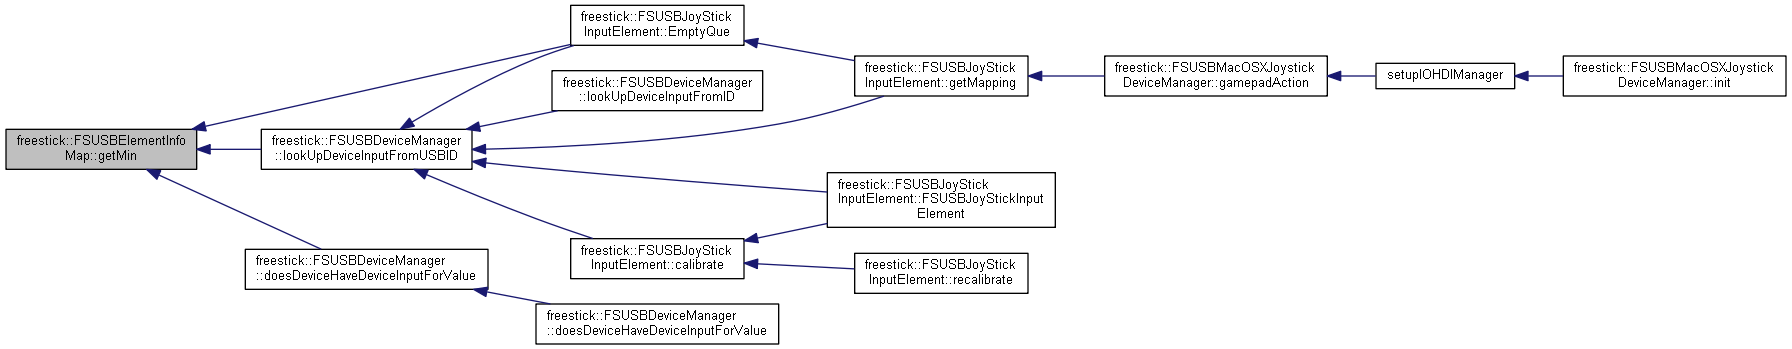 freestick::FSUSBJoyStick
InputElement::EmptyQue
freestick::FSUSBDeviceManager
::lookUpDeviceInputFromID
freestick::FSUSBJoyStick
InputElement::getMapping
freestick::FSUSBMacOSXJoystick
DeviceManager::gamepadAction
setupIOHDIManager
freestick::FSUSBMacOSXJoystick
DeviceManager::init
freestick::FSUSBElementInfo
Map::getMin
freestick::FSUSBDeviceManager
::lookUpDeviceInputFromUSBID
freestick::FSUSBJoyStick
InputElement::FSUSBJoyStickInput
Element
freestick::FSUSBJoyStick
InputElement::calibrate
freestick::FSUSBJoyStick
InputElement::recalibrate
freestick::FSUSBDeviceManager
::doesDeviceHaveDeviceInputForValue
freestick::FSUSBDeviceManager
::doesDeviceHaveDeviceInputForValue